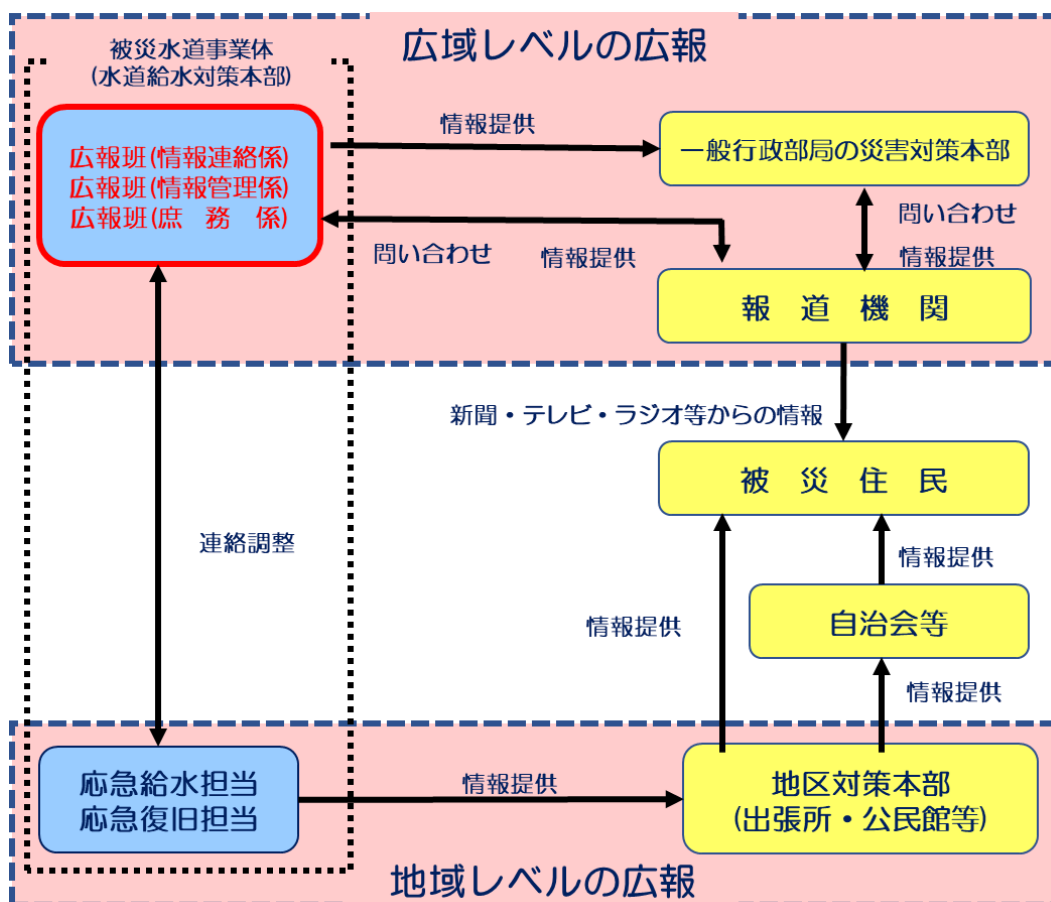 広域レベルの広報
被災水道事業体
(水道給水対策本部)
広報班(情報連絡係)
広報班(情報管理係)
広報班(庶　務　係)
情報提供
一般行政部局の災害対策本部
問い合わせ
情報提供
問い合わせ
情報提供
報　道　機　関
新聞・テレビ・ラジオ等からの情報
被　災　住　民
連絡調整
情報提供
情報提供
自治会等
情報提供
応急給水担当
応急復旧担当
情報提供
地区対策本部
(出張所・公民館等)
地域レベルの広報